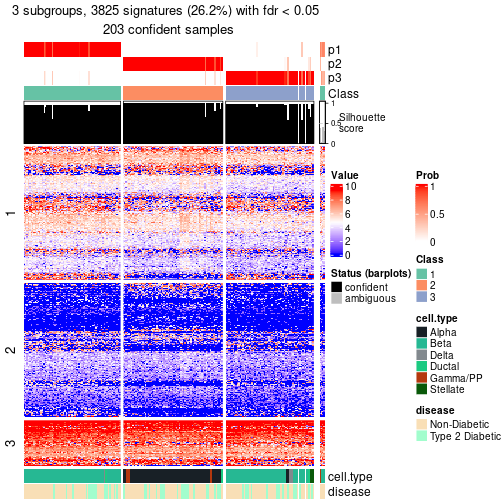 3 subgroups, 3825 signatures (26.2%) with fdr < 0.05
203 confident samples
p1
p2
p3
Class
1
0.5
0
Silhouette
score
1
2
3
cell.type
disease
Value
10
8
6
4
2
0
Status (barplots)
confident
ambiguous
Prob
1
0.5
0
Class
1
2
3
cell.type
Alpha
Beta
Delta
Ductal
Gamma/PP
Stellate
disease
Non-Diabetic
Type 2 Diabetic